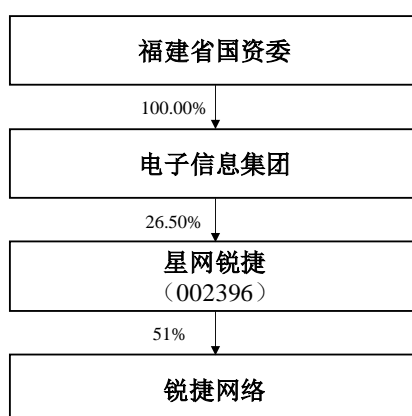 福建省国资委
100.00%
电子信息集团
26.50%
星网锐捷
（002396）
51%
锐捷网络